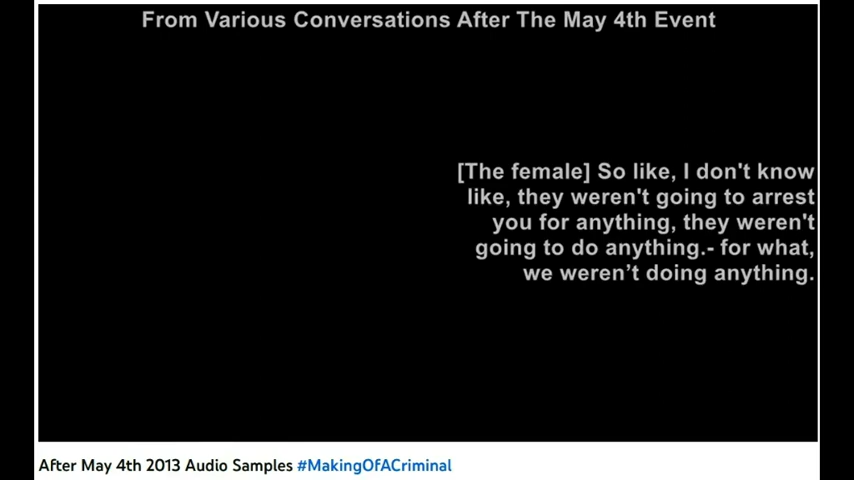 From Various Conversations After The May 4th Event
[The female] So like, I don't know
like, they weren't going to arrest
you for anything, they weren't
going to do anything.- for what,
we weren’t doing anything.
After May 4th 2013 Audio Samples #MakingOfACriminal